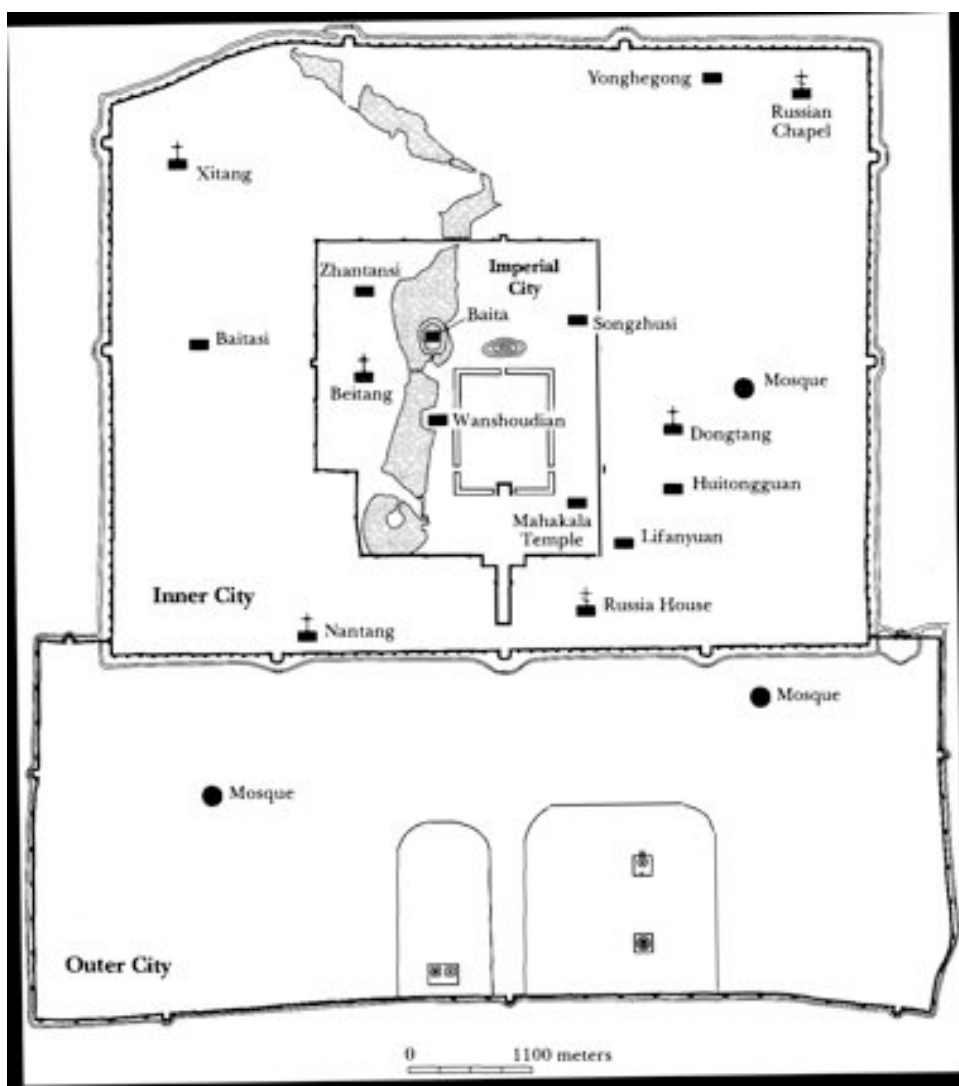 Yonghegong
Russian
Chapel
Xitang
Zhantansi
Imperial
City
Baita
Songzhusi
Baitasi
Beitang
Mosque
Wanshoudian
Dongtang
Huitongguan
Mahakala
Temple
Lifanyuan
Inner City
Russia House
Nantang
Mosque
Mosque
Outer City
0 1100 meters